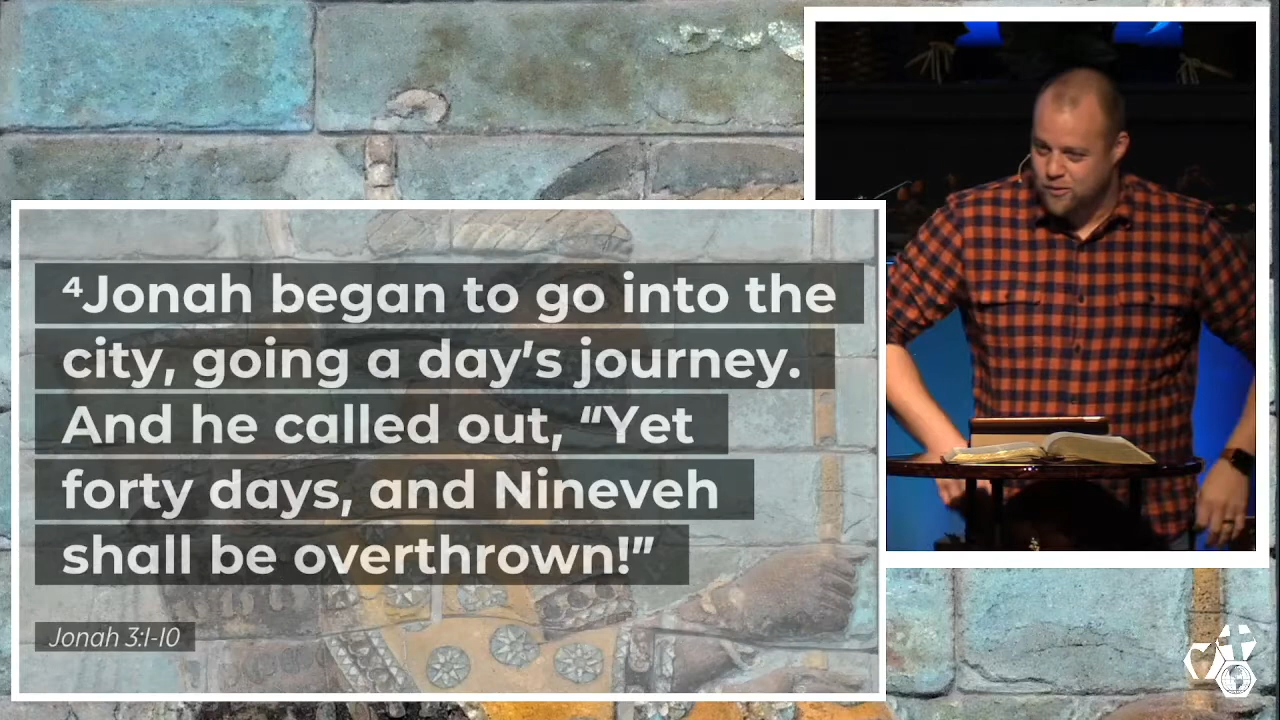 ⁴Jonah began to go into the
city, going a day’s journey.
And he called out, “Yet
forty days, and Nineveh
shall be overthrown!”
Jonah 3:1-10